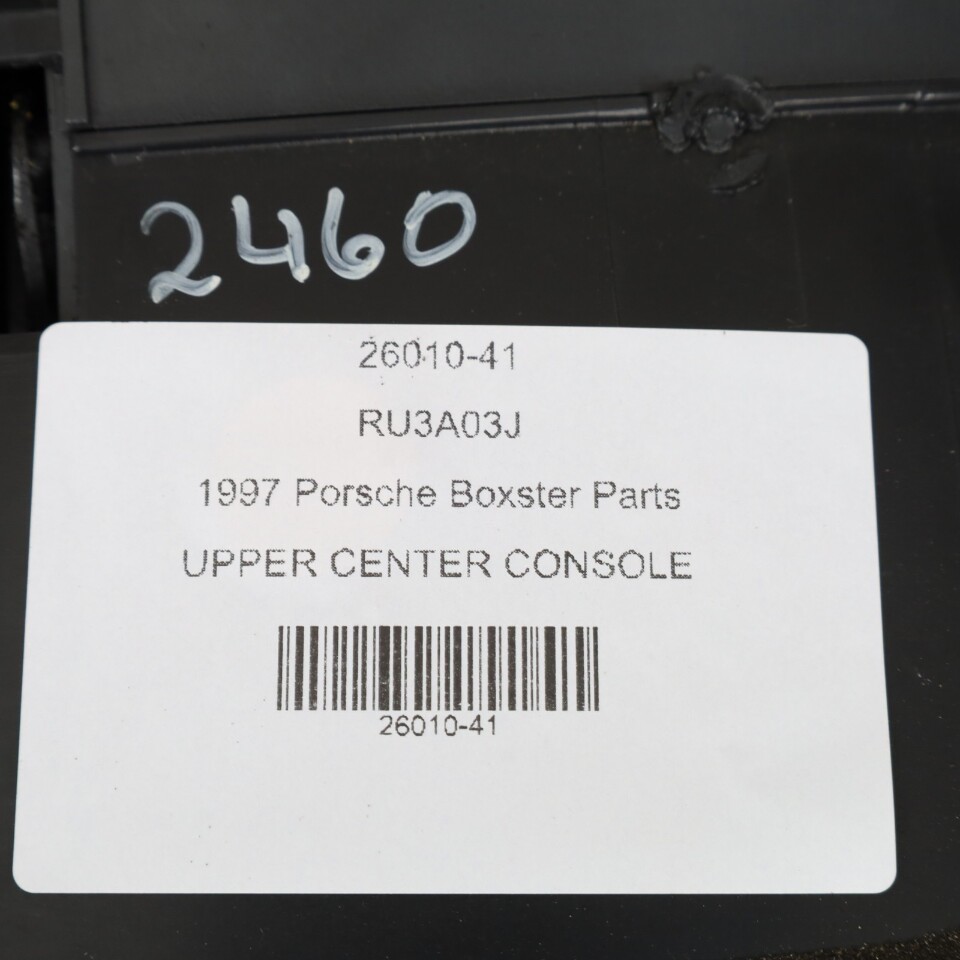 2460
26010-41
RU3A03J
1997 Porsche Boxster Parts
UPPER CENTER CONSOLE
26010-41